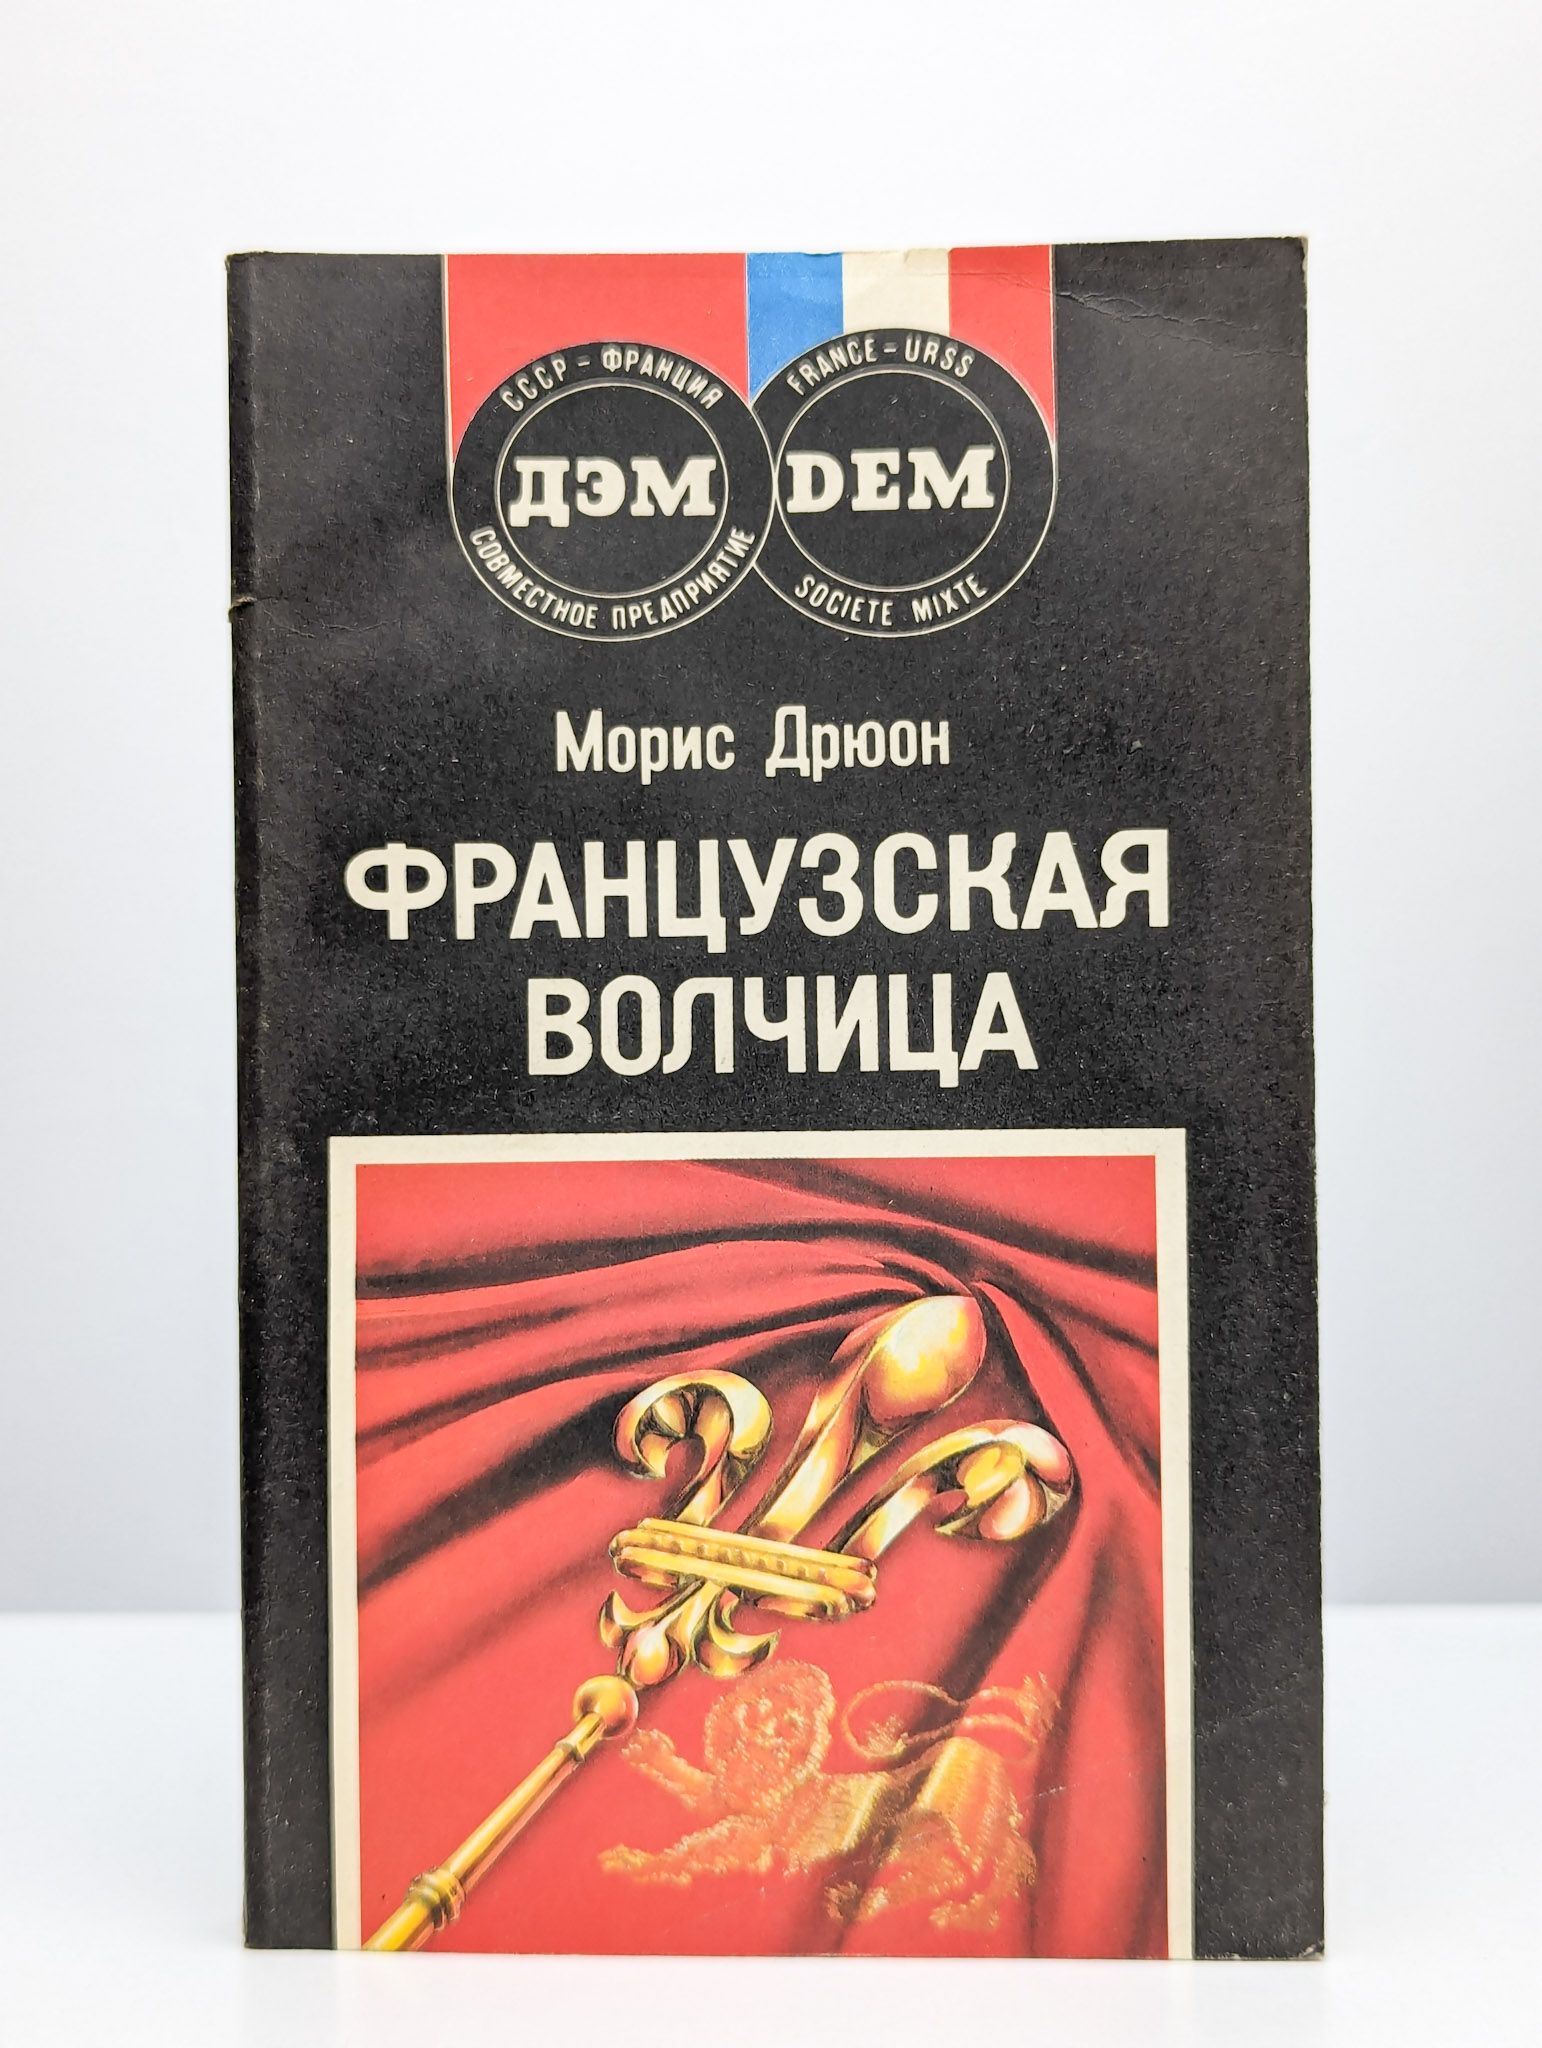 СССР - ФРАНЦИЯ
ДЭМ
СОВМЕСТНОЕ ПРЕДПРИЯТИЕ
FRANCE - URSS
DEM
SOCIETE MIXTE
Морис Дрюон
ФРАНЦУЗСКАЯ
ВОЛЧИЦА